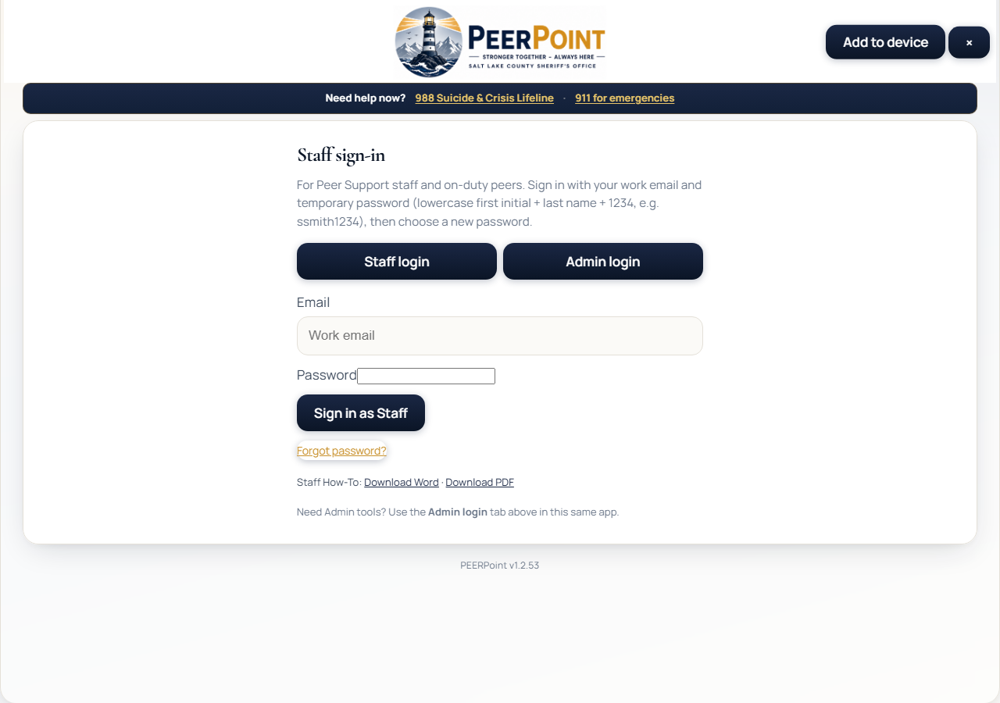 PEERPOINT
STRONGER TOGETHER – ALWAYS HERE
SALT LAKE COUNTY SHERIFF'S OFFICE
Add to device
×
Need help now? 988 Suicide & Crisis Lifeline · 911 for emergencies
Staff sign-in
For Peer Support staff and on-duty peers. Sign in with your work email and
temporary password (lowercase first initial + last name + 1234, e.g.
ssmith1234), then choose a new password.
Staff login
Admin login
Email
Work email
Password
Sign in as Staff
Forgot password?
Staff How-To: Download Word · Download PDF
Need Admin tools? Use the Admin login tab above in this same app.
PEERPoint v1.2.53